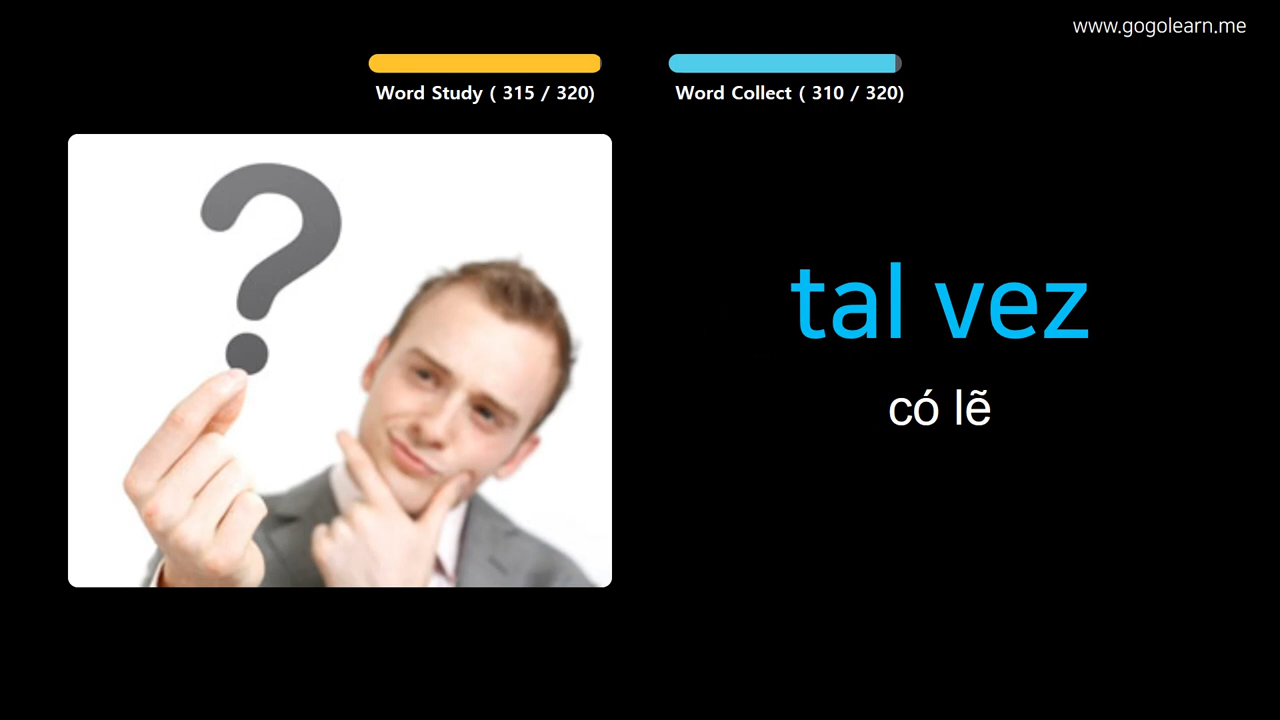 www.gogolearn.me
Word Study ( 315 / 320)
Word Collect ( 310 / 320)
?
tal vez
có lẽ